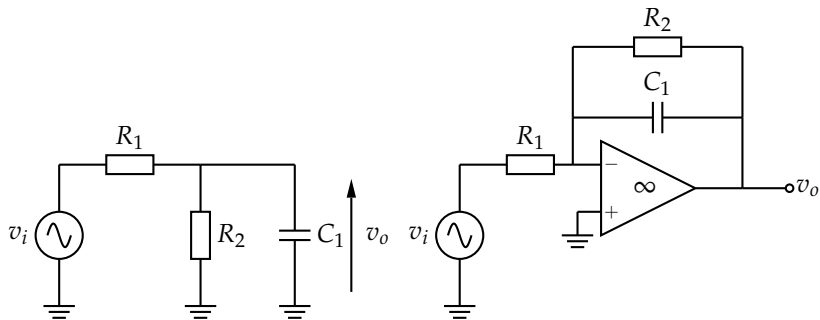 R₁
R₂
C₁
vᵢ
vₒ
R₂
C₁
R₁
−
∞
+
vᵢ
vₒ